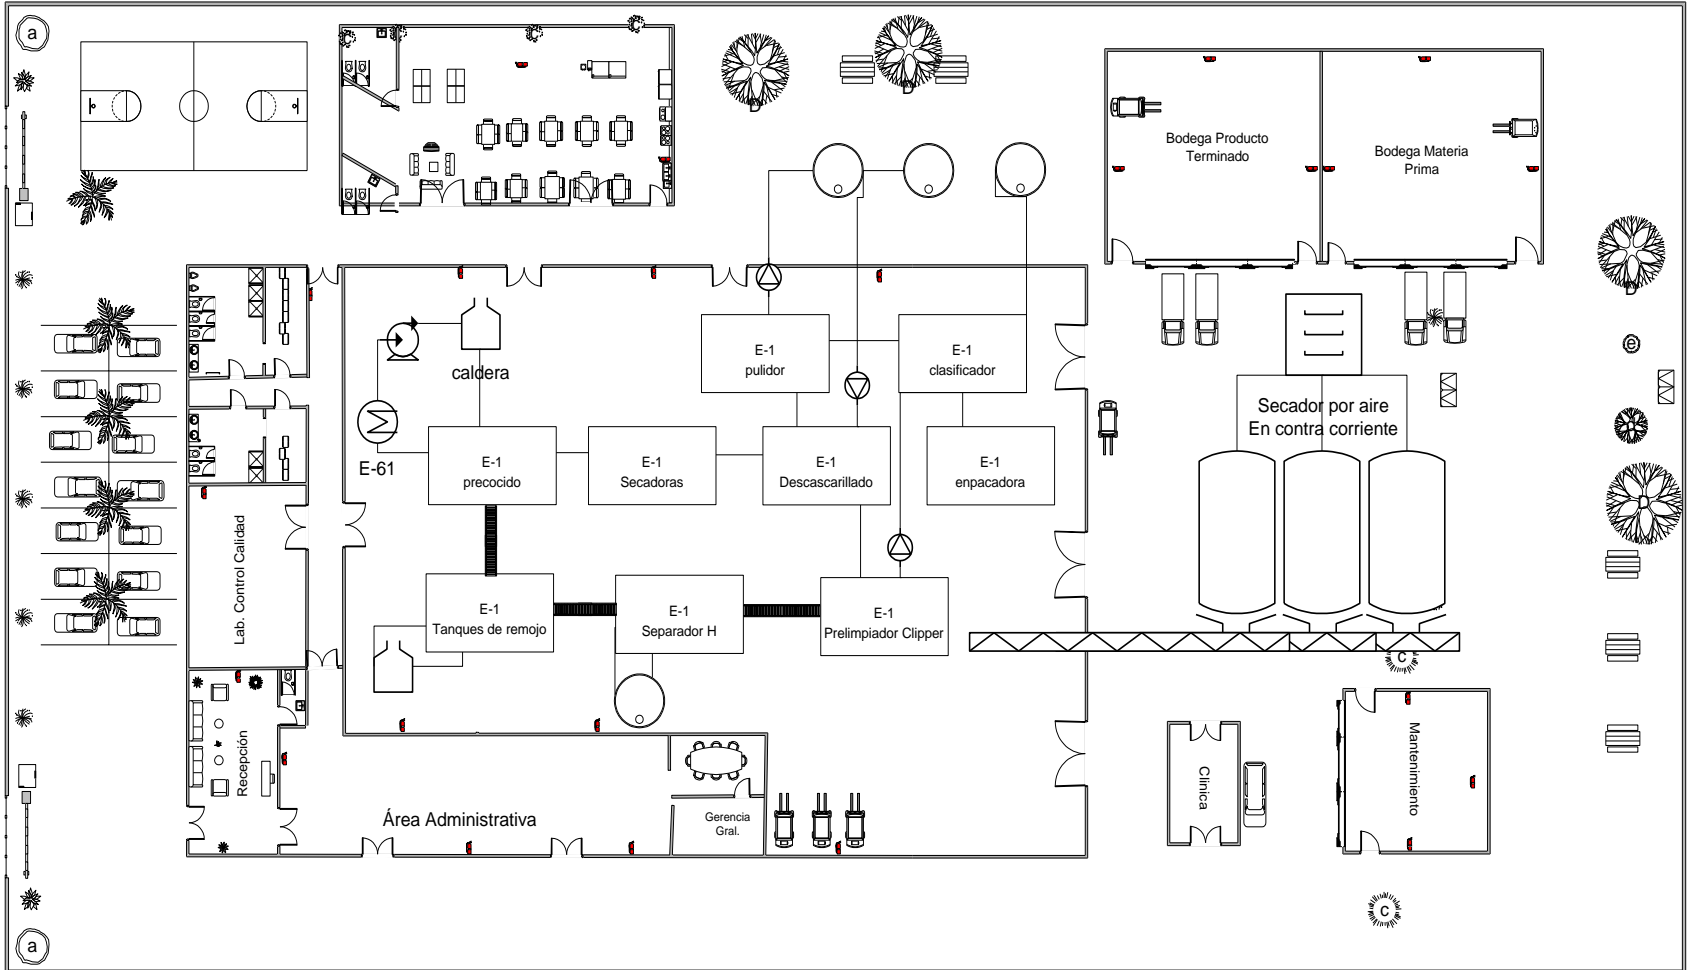 a
c
c
c
c
Bodega Producto
Terminado
Bodega Materia
Prima
E-1
pulidor
E-1
clasificador
caldera
e
Secador por aire
En contra corriente
E-61
E-1
precocido
E-1
Secadoras
E-1
Descascarillado
E-1
enpacadora
Lab. Control Calidad
E-1
Tanques de remojo
E-1
Separador H
E-1
Prelimpiador Clipper
c
Recepción
Área Administrativa
Gerencia
Gral.
Clínica
Mantenimiento
c
a